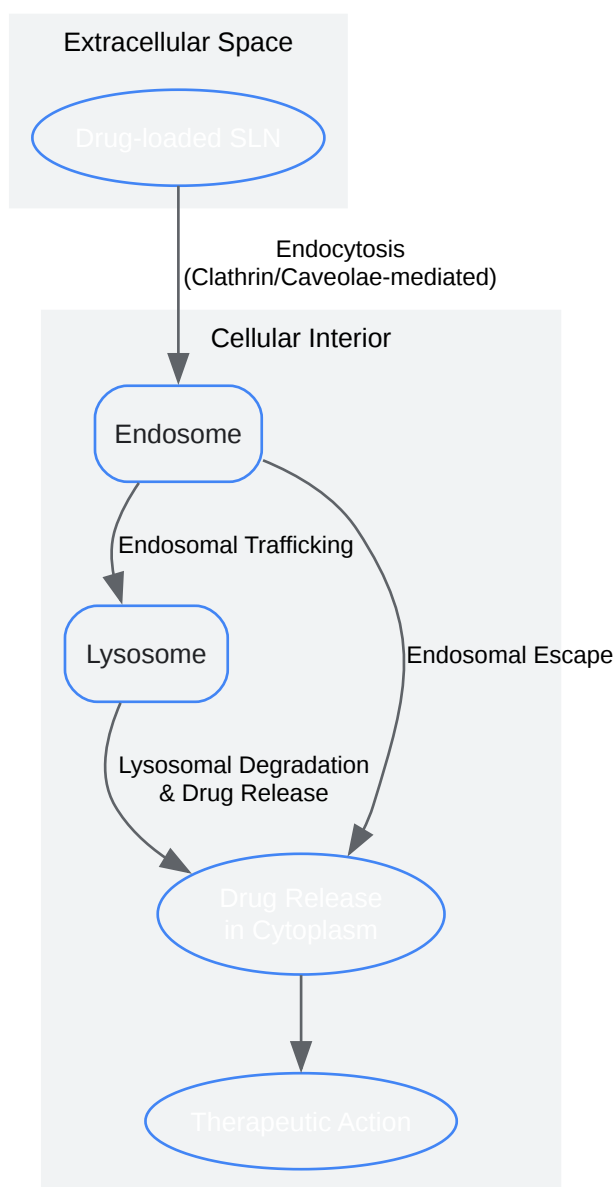 Extracellular Space
Drug-loaded SLN
Endocytosis
(Clathrin/Caveolae-mediated)
Cellular Interior
Endosome
Endosomal Trafficking
Lysosome
Endosomal Escape
Lysosomal Degradation
& Drug Release
Drug Release
in Cytoplasm
Therapeutic Action